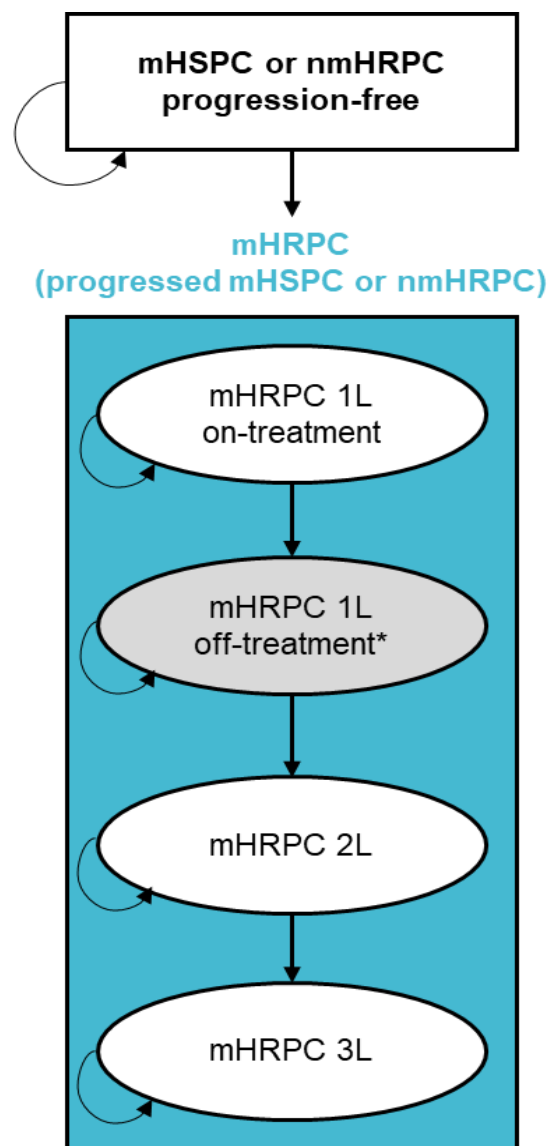 mHSPC or nmHRPC
progression-free
mHRPC
(progressed mHSPC or nmHRPC)
mHRPC 1L
on-treatment
mHRPC 1L
off-treatment*
mHRPC 2L
mHRPC 3L